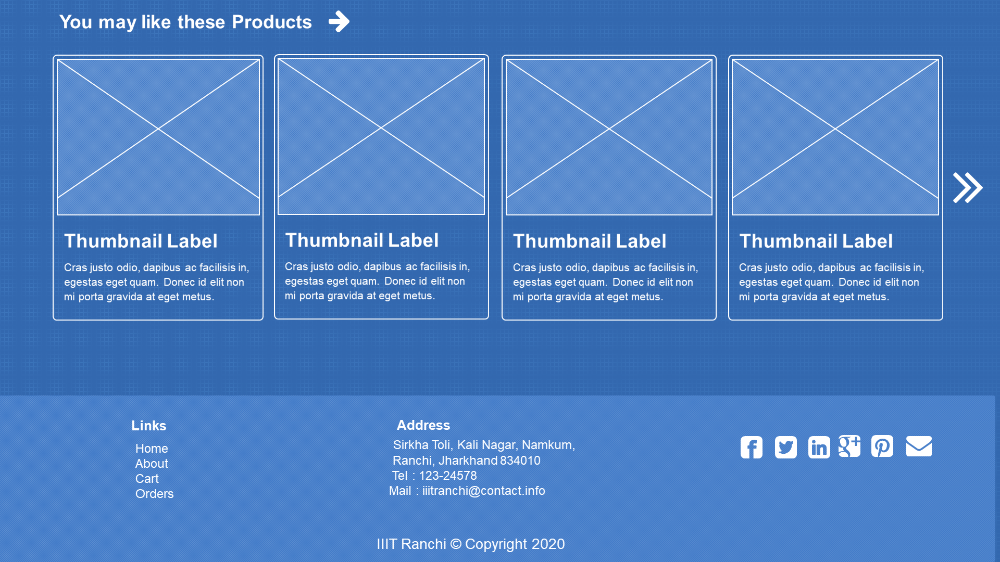 You may like these Products
Thumbnail Label
Cras justo odio, dapibus ac facilisis in,
egestas eget quam. Donec id elit non
mi porta gravida at eget metus.
Thumbnail Label
Cras justo odio, dapibus ac facilisis in,
egestas eget quam. Donec id elit non
mi porta gravida at eget metus.
Thumbnail Label
Cras justo odio, dapibus ac facilisis in,
egestas eget quam. Donec id elit non
mi porta gravida at eget metus.
Thumbnail Label
Cras justo odio, dapibus ac facilisis in,
egestas eget quam. Donec id elit non
mi porta gravida at eget metus.
Links
Home
About
Cart
Orders
Address
Sirkha Toli, Kali Nagar, Namkum,
Ranchi, Jharkhand 834010
Tel : 123-24578
Mail : iiitranchi@contact.info
IIIT Ranchi © Copyright 2020